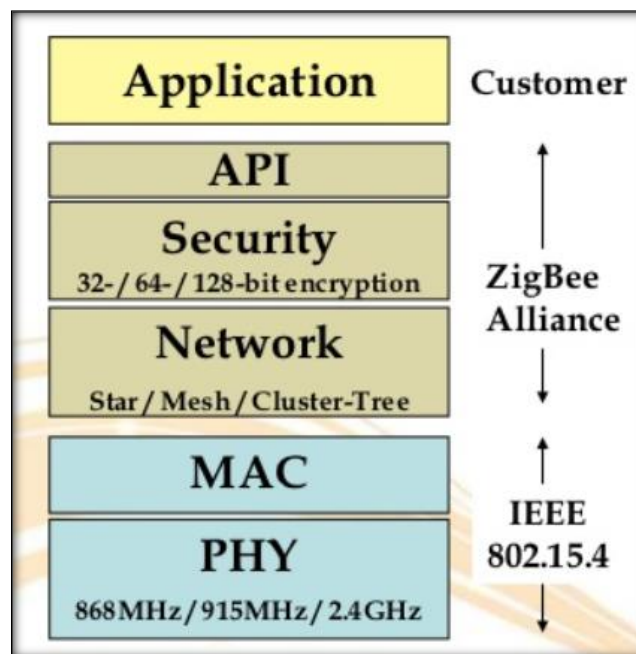 Application
Customer
API
Security
32-/ 64-/ 128-bit encryption
ZigBee
Alliance
Network
Star / Mesh / Cluster-Tree
MAC
IEEE
802.15.4
PHY
868MHz / 915MHz / 2.4GHz